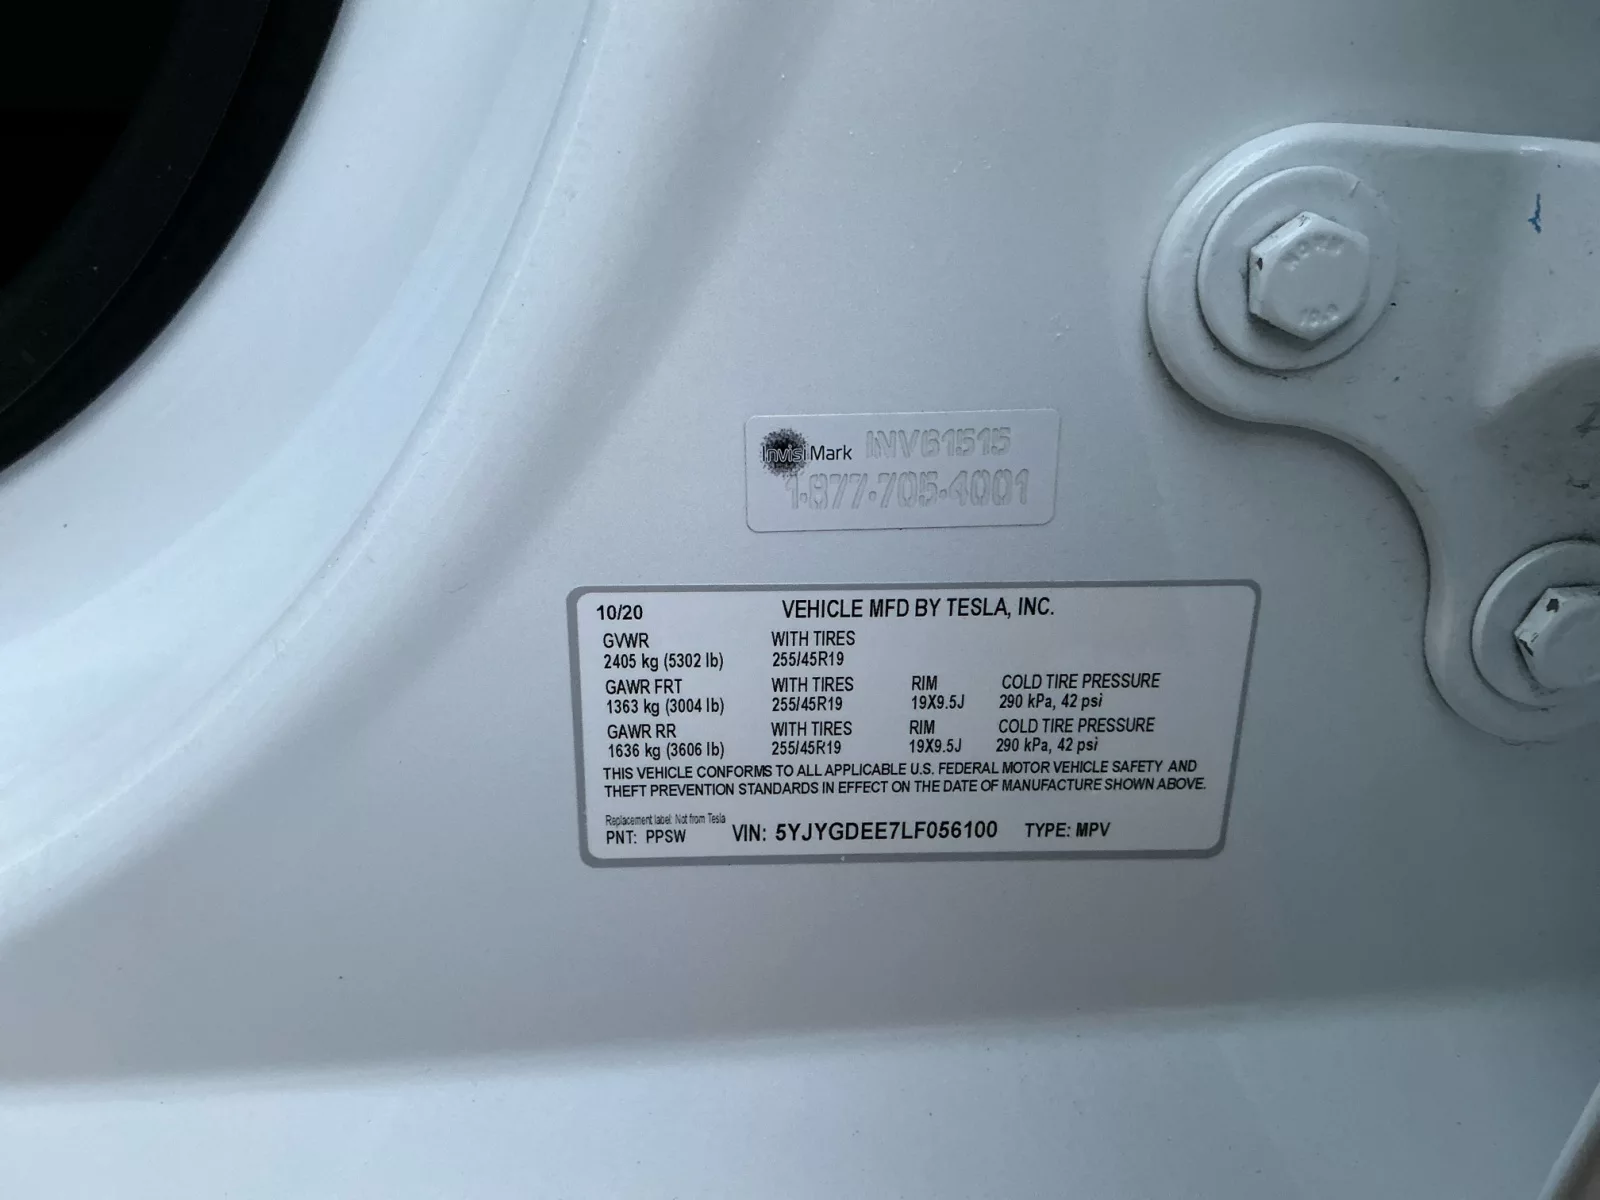 InvisiMark INV61515
1-877-705-4001
10/20 VEHICLE MFD BY TESLA, INC.
GVWR WITH TIRES
2405 kg (5302 lb) 255/45R19
GAWR FRT WITH TIRES RIM COLD TIRE PRESSURE
1363 kg (3004 lb) 255/45R19 19X9.5J 290 kPa, 42 psi
GAWR RR WITH TIRES RIM COLD TIRE PRESSURE
1636 kg (3606 lb) 255/45R19 19X9.5J 290 kPa, 42 psi
THIS VEHICLE CONFORMS TO ALL APPLICABLE U.S. FEDERAL MOTOR VEHICLE SAFETY AND
THEFT PREVENTION STANDARDS IN EFFECT ON THE DATE OF MANUFACTURE SHOWN ABOVE.
Replacement label: Not from Tesla
PNT: PPSW VIN: 5YJYGDEE7LF056100 TYPE: MPV